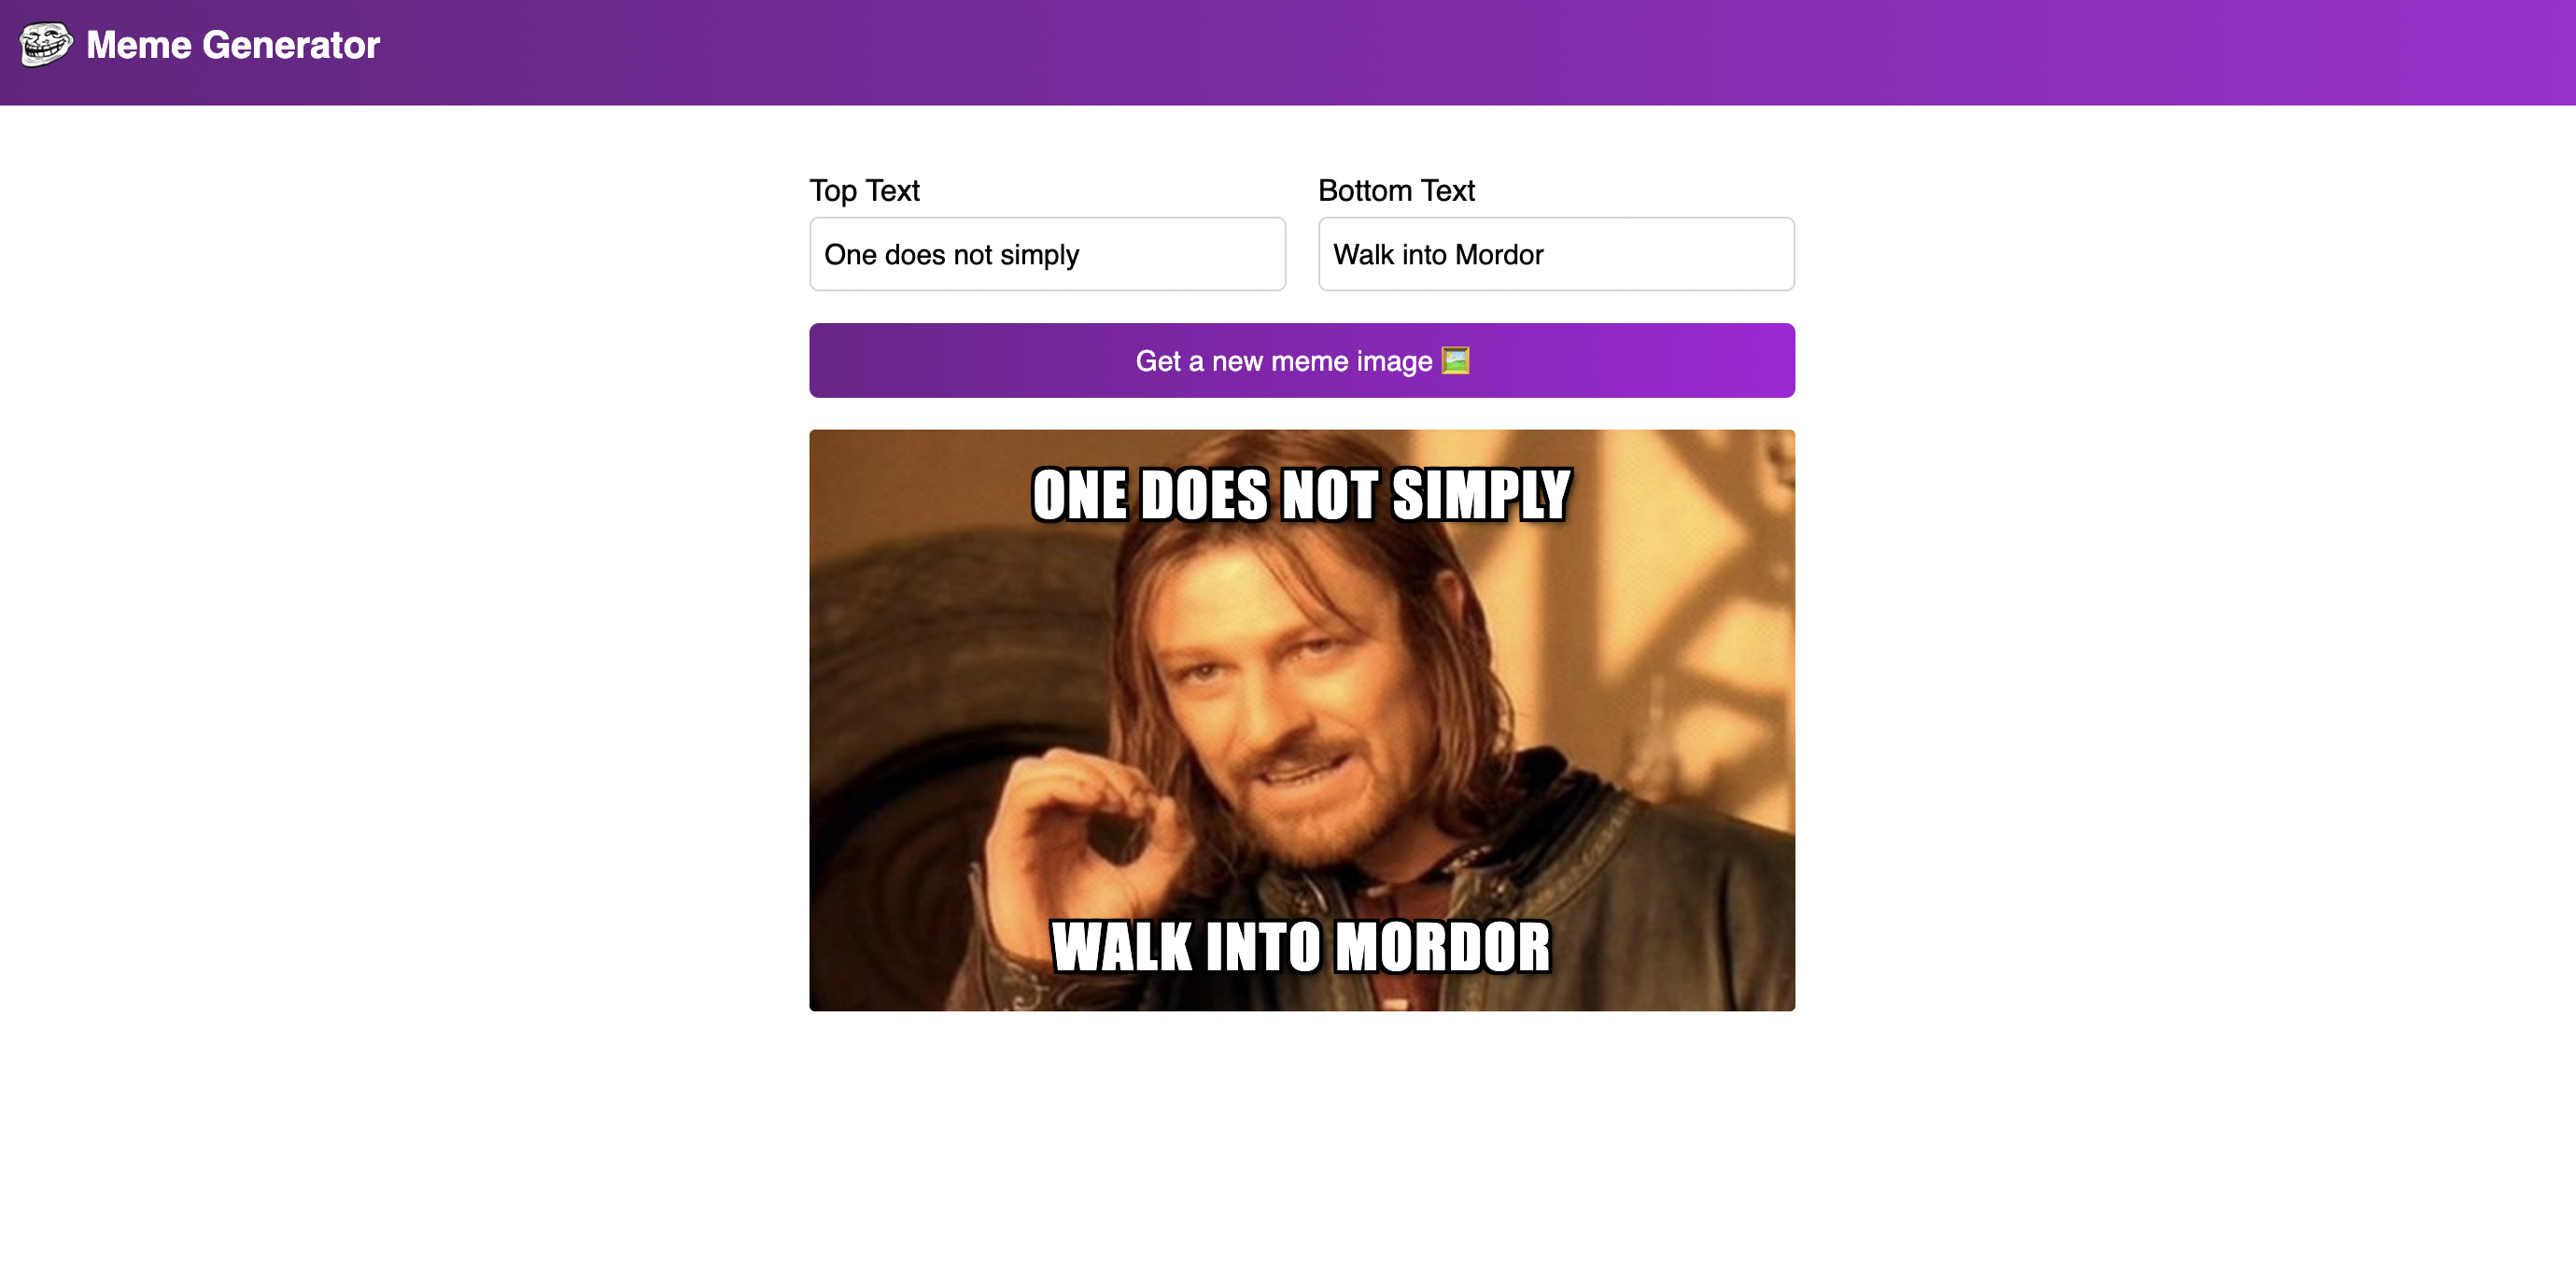 Meme Generator
Top Text
Bottom Text
One does not simply
Walk into Mordor
Get a new meme image 🖼️
ONE DOES NOT SIMPLY
WALK INTO MORDOR